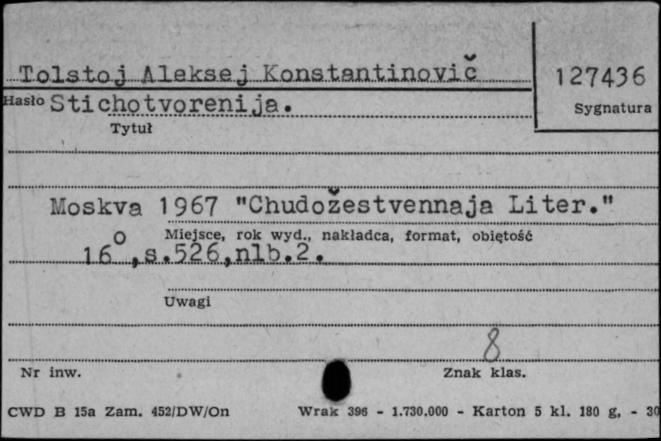 Tolstoj Aleksej Konstantinovič
127436
Hasło Stichotvorenija.
Sygnatura
Tytuł
Moskva 1967 "Chudožestvennaja Liter."
Miejsce, rok wyd., nakładca, format, objętość
16°, s.526, nlb.2.
Uwagi
8
Nr inw.
Znak klas.
CWD B 15a Zam. 452/DW/On Wrak 396 - 1.730.000 - Karton 5 kl. 180 g, - 30